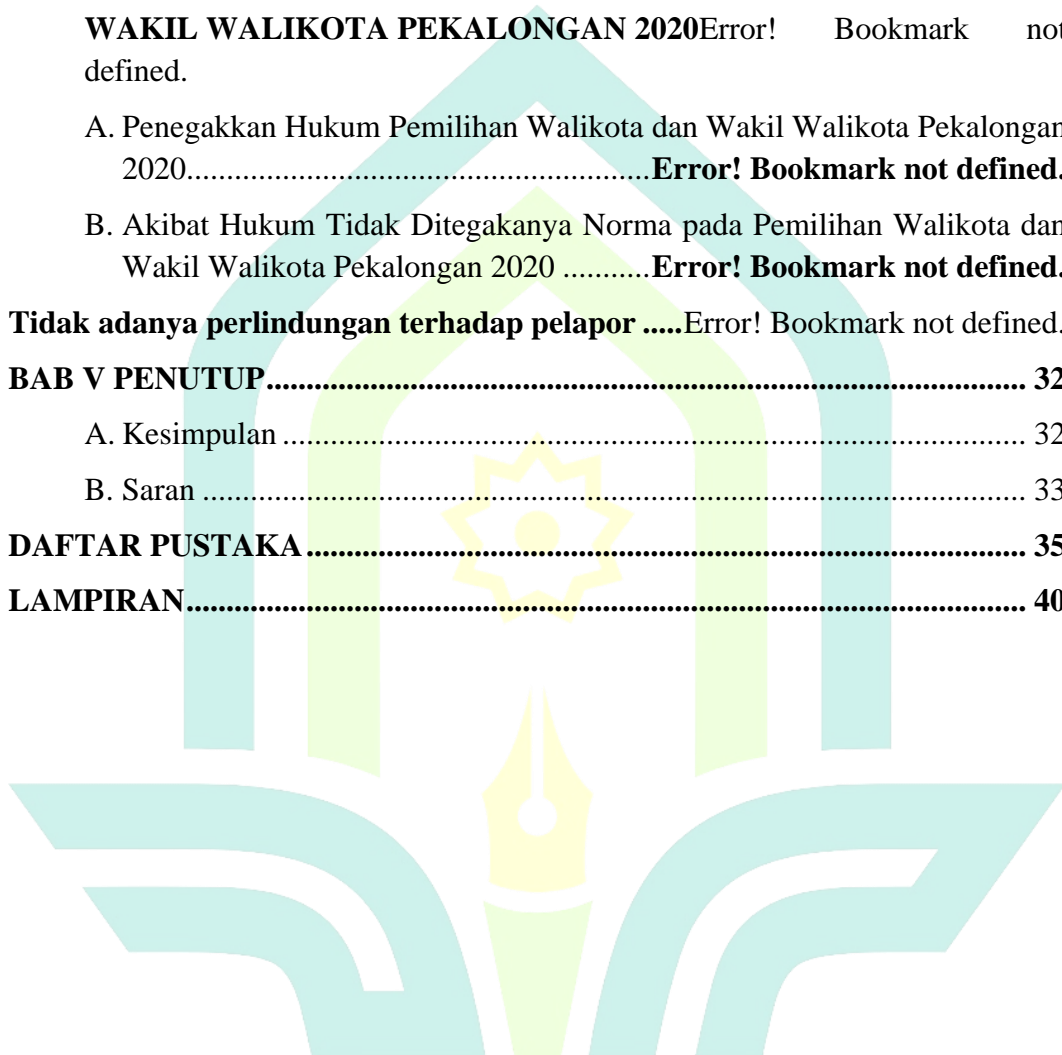 WAKIL WALIKOTA PEKALONGAN 2020Error! Bookmark not
defined.
A. Penegakkan Hukum Pemilihan Walikota dan Wakil Walikota Pekalongan
2020....................................................Error! Bookmark not defined.
B. Akibat Hukum Tidak Ditegakanya Norma pada Pemilihan Walikota dan
Wakil Walikota Pekalongan 2020 ...........Error! Bookmark not defined.
Tidak adanya perlindungan terhadap pelapor .....Error! Bookmark not defined.
BAB V PENUTUP.................................................................................... 32
A. Kesimpulan .................................................................................. 32
B. Saran ........................................................................................... 33
DAFTAR PUSTAKA ................................................................................ 35
LAMPIRAN............................................................................................. 40